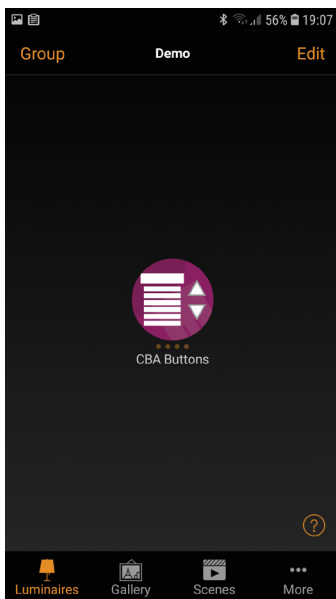 56% 19:07
Group Demo Edit
CBA Buttons
?
Luminaires Gallery Scenes More